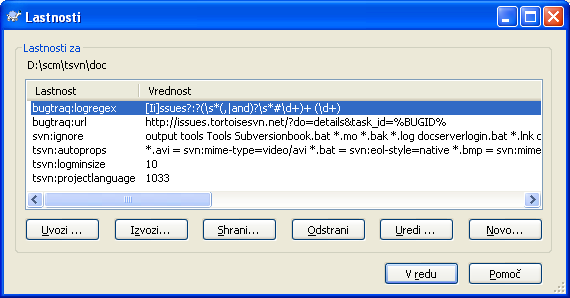 Lastnosti
Lastnosti za
D:\scm\tsvn\doc
Lastnost Vrednost
bugtraq:logregex [Ii]ssues?:?(\s*(,|and)?\s*#\d+)+ (\d+)
bugtraq:url http://issues.tortoisesvn.net/?do=details&task_id=%BUGID%
svn:ignore output tools Tools Subversionbook.bat *.mo *.bak *.log docserverlogin.bat *.lnk c
tsvn:autoprops *.avi = svn:mime-type=video/avi *.bat = svn:eol-style=native *.bmp = svn:mime
tsvn:logminsize 10
tsvn:projectlanguage 1033
Uvozi ... Izvozi... Shrani... Odstrani Uredi ... Novo...
V redu Pomoč